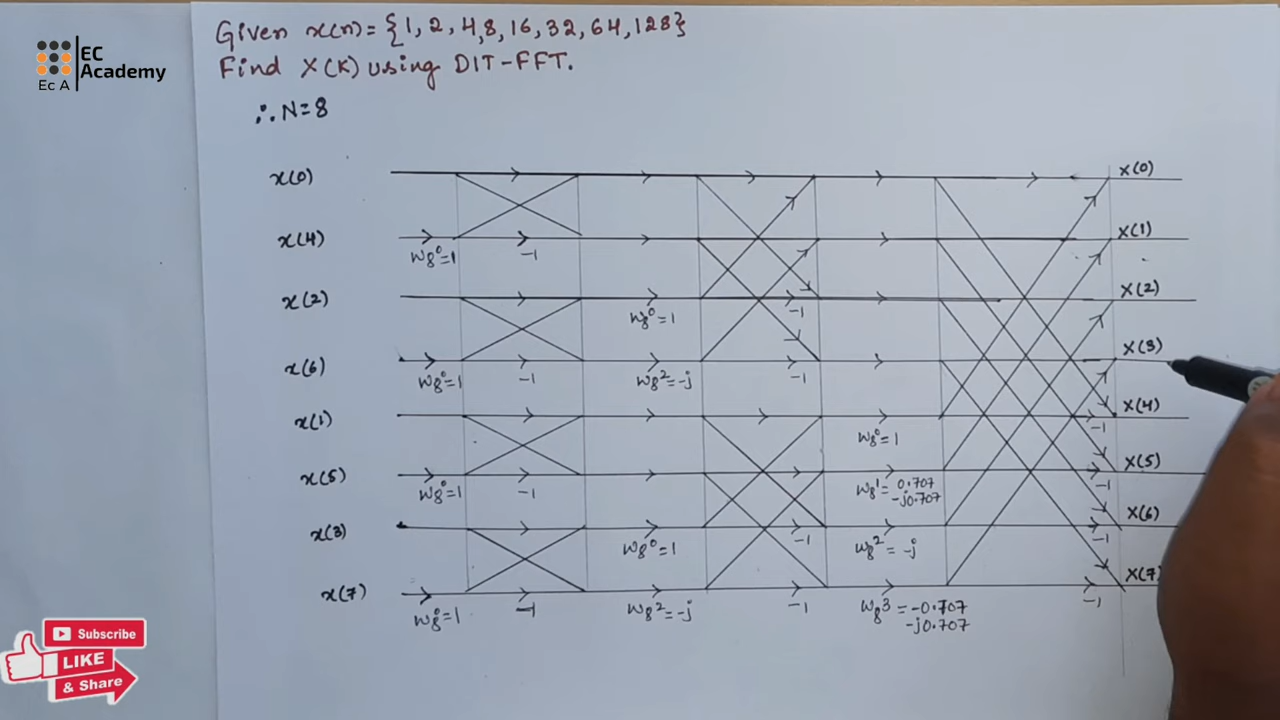 EC
Academy
Ec A
Given x(n)={1, 2, 4, 8, 16, 32, 64, 128}
Find X(K) using DIT-FFT.
∴ N=8
x(0)
X(0)
x(4)
W8⁰=1
-1
X(1)
x(2)
W8⁰=1
-1
X(2)
x(6)
W8⁰=1
-1
W8²=-j
-1
X(3)
x(1)
W8⁰=1
-1
X(4)
x(5)
W8⁰=1
-1
W8¹= 0.707
-j0.707
-1
X(5)
x(3)
W8⁰=1
-1
W8²=-j
-1
X(6)
x(7)
W8⁰=1
-1
W8²=-j
-1
W8³=-0.707
-j0.707
-1
X(7)
Subscribe
LIKE
& Share